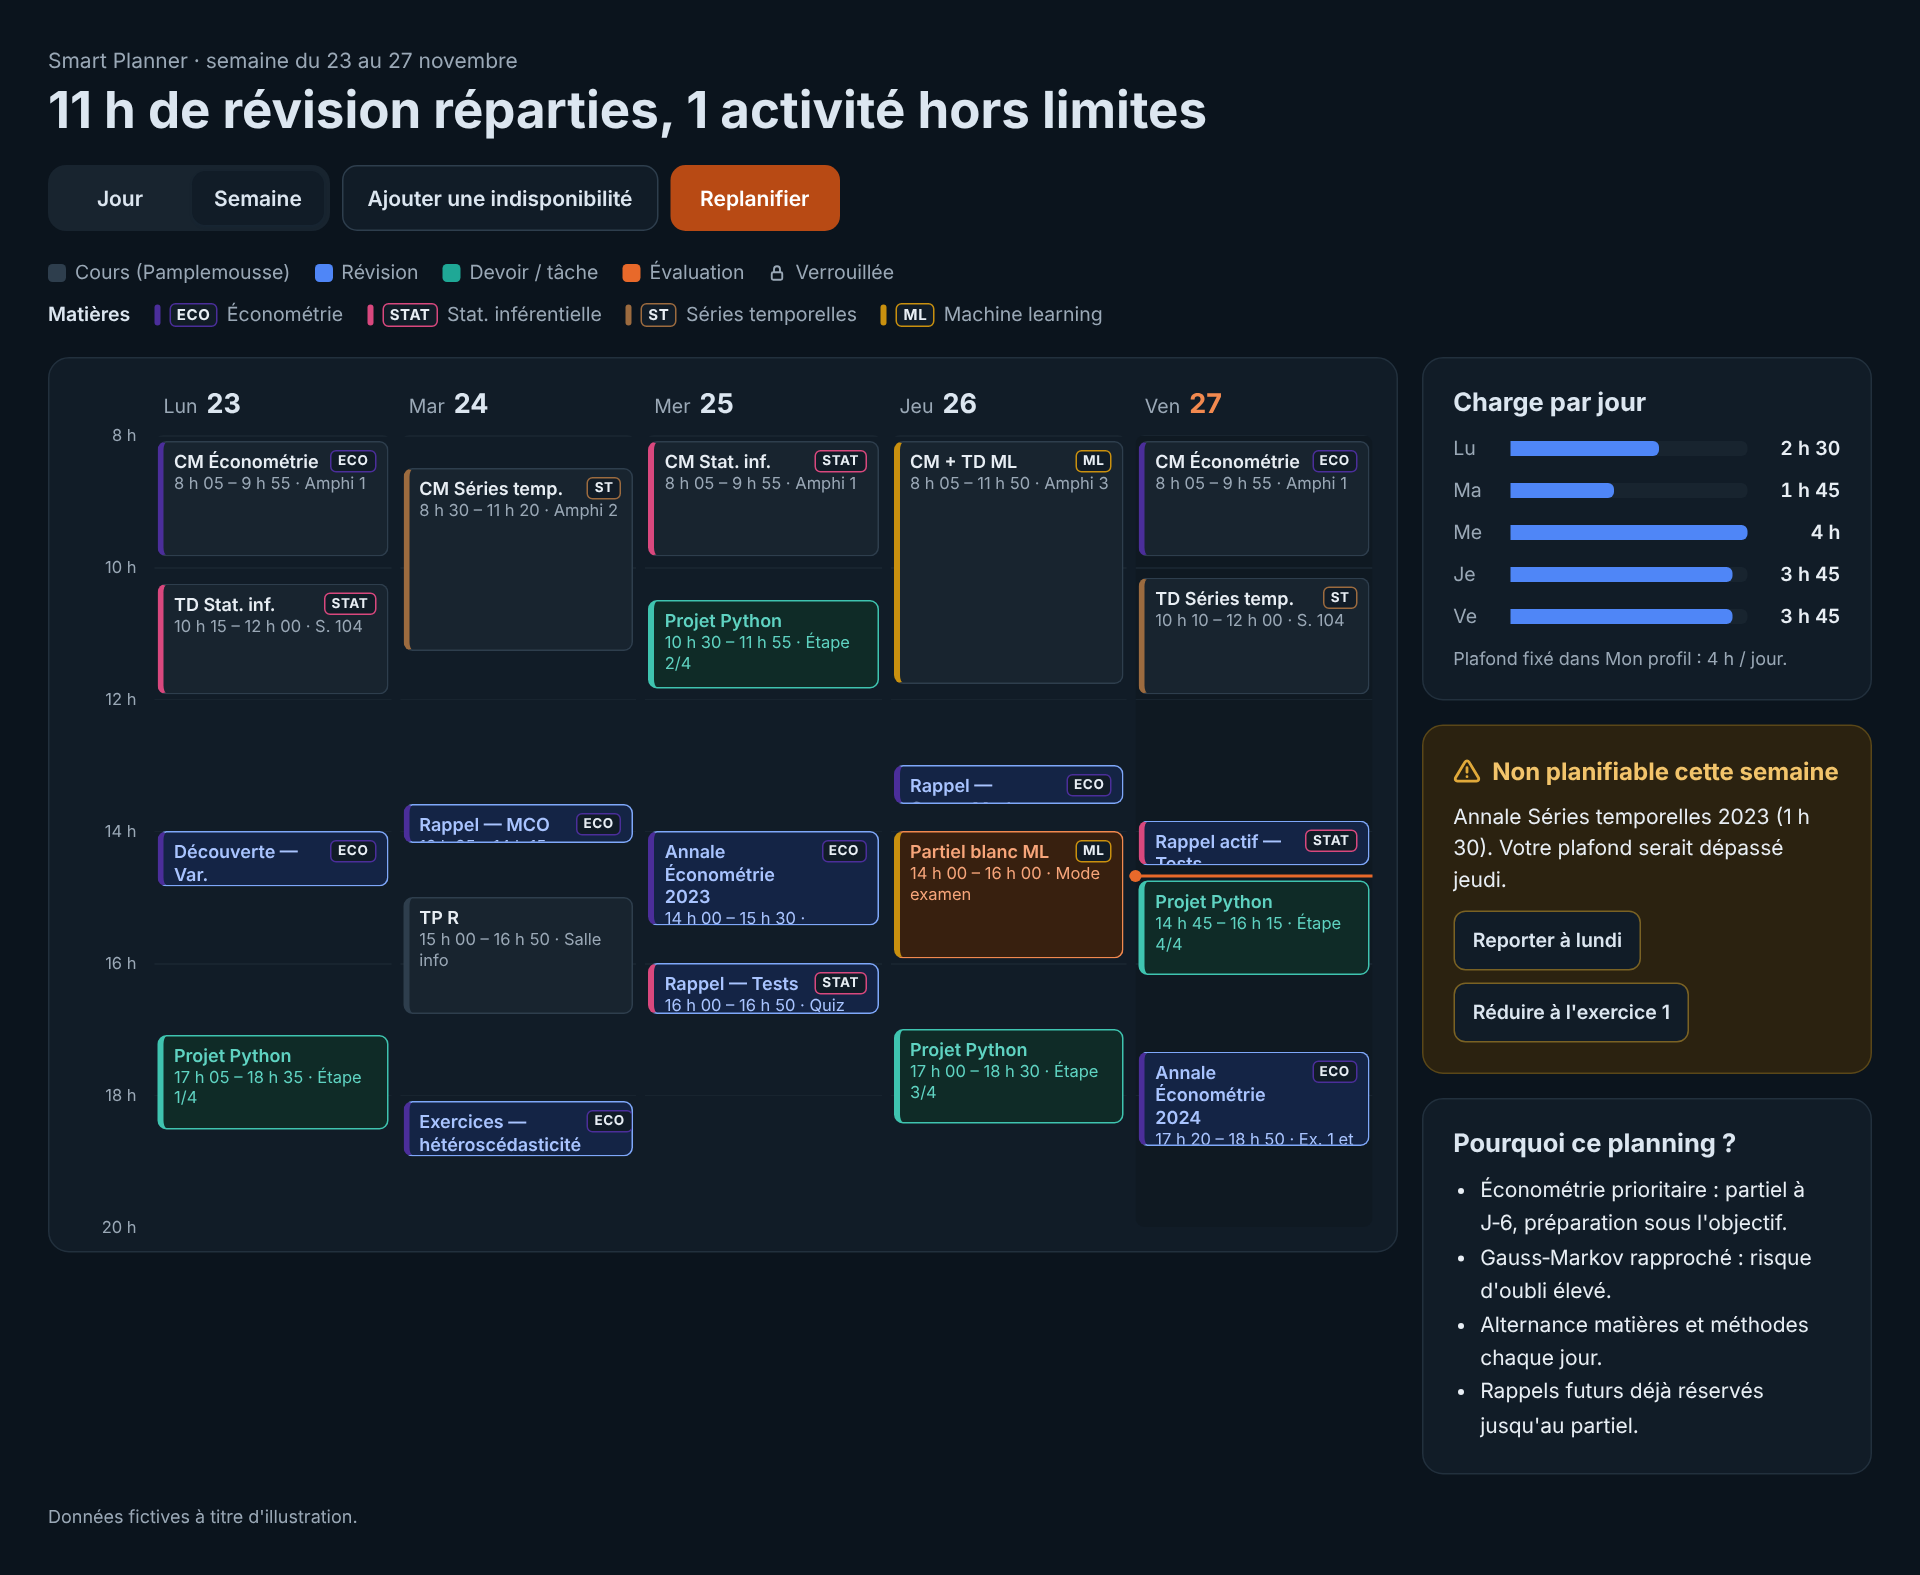 Smart Planner · semaine du 23 au 27 novembre
11 h de révision réparties, 1 activité hors limites
Jour
Semaine
Ajouter une indisponibilité
Replanifier
Cours (Pamplemousse)
Révision
Devoir / tâche
Évaluation
Verrouillée
Matières
ECO Économétrie
STAT Stat. inférentielle
ST Séries temporelles
ML Machine learning
Lun 23
Mar 24
Mer 25
Jeu 26
Ven 27
8 h
10 h
12 h
14 h
16 h
18 h
20 h
CM Économétrie ECO
8 h 05 – 9 h 55 · Amphi 1
TD Stat. inf. STAT
10 h 15 – 12 h 00 · S. 104
Découverte — ECO
Var.
Projet Python
17 h 05 – 18 h 35 · Étape
1/4
CM Séries temp. ST
8 h 30 – 11 h 20 · Amphi 2
Rappel — MCO ECO
TP R
15 h 00 – 16 h 50 · Salle
info
Exercices — ECO
hétéroscédasticité
CM Stat. inf. STAT
8 h 05 – 9 h 55 · Amphi 1
Projet Python
10 h 30 – 11 h 55 · Étape
2/4
Annale ECO
Économétrie
2023
14 h 00 – 15 h 30 ·
Rappel — Tests STAT
16 h 00 – 16 h 50 · Quiz
CM + TD ML ML
8 h 05 – 11 h 50 · Amphi 3
Rappel — ECO
Partiel blanc ML ML
14 h 00 – 16 h 00 · Mode
examen
Projet Python
17 h 00 – 18 h 30 · Étape
3/4
CM Économétrie ECO
8 h 05 – 9 h 55 · Amphi 1
TD Séries temp. ST
10 h 10 – 12 h 00 · S. 104
Rappel actif — STAT
Tests
Projet Python
14 h 45 – 16 h 15 · Étape
4/4
Annale ECO
Économétrie
2024
17 h 20 – 18 h 50 · Ex. 1 et
Charge par jour
Lu 2 h 30
Ma 1 h 45
Me 4 h
Je 3 h 45
Ve 3 h 45
Plafond fixé dans Mon profil : 4 h / jour.
Non planifiable cette semaine
Annale Séries temporelles 2023 (1 h
30). Votre plafond serait dépassé
jeudi.
Reporter à lundi
Réduire à l'exercice 1
Pourquoi ce planning ?
• Économétrie prioritaire : partiel à
J-6, préparation sous l'objectif.
• Gauss-Markov rapproché : risque
d'oubli élevé.
• Alternance matières et méthodes
chaque jour.
• Rappels futurs déjà réservés
jusqu'au partiel.
Données fictives à titre d'illustration.